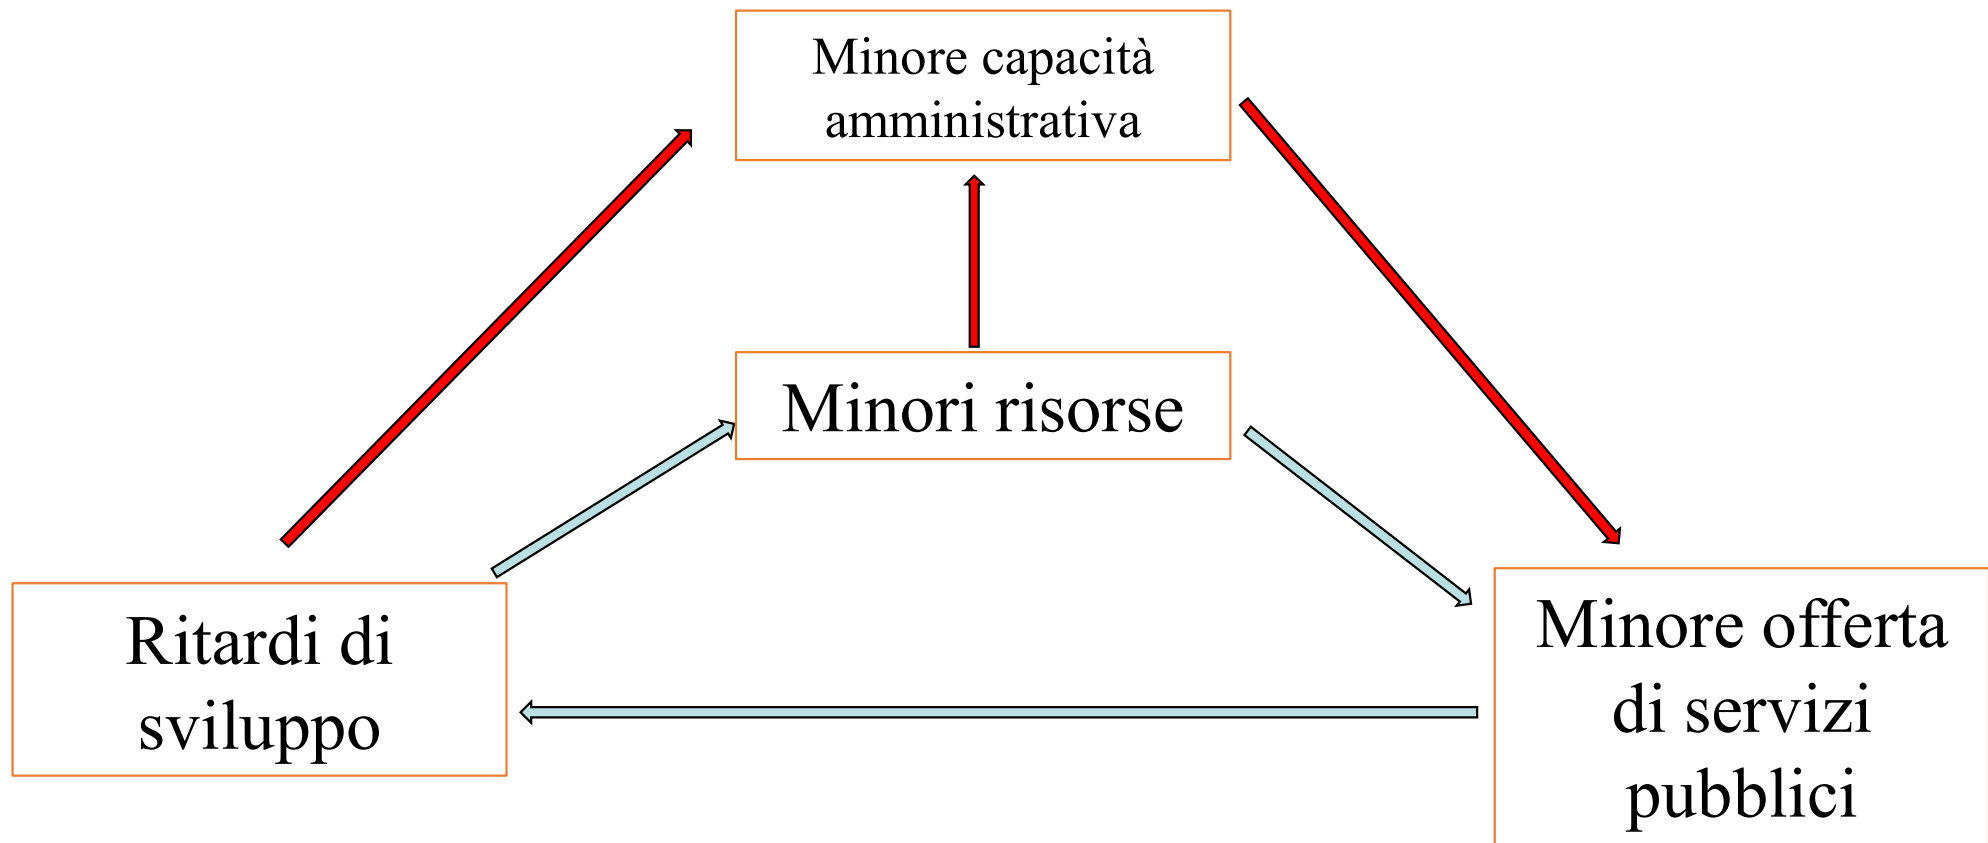 Minore capacità
amministrativa
Minori risorse
Ritardi di
sviluppo
Minore offerta
di servizi
pubblici